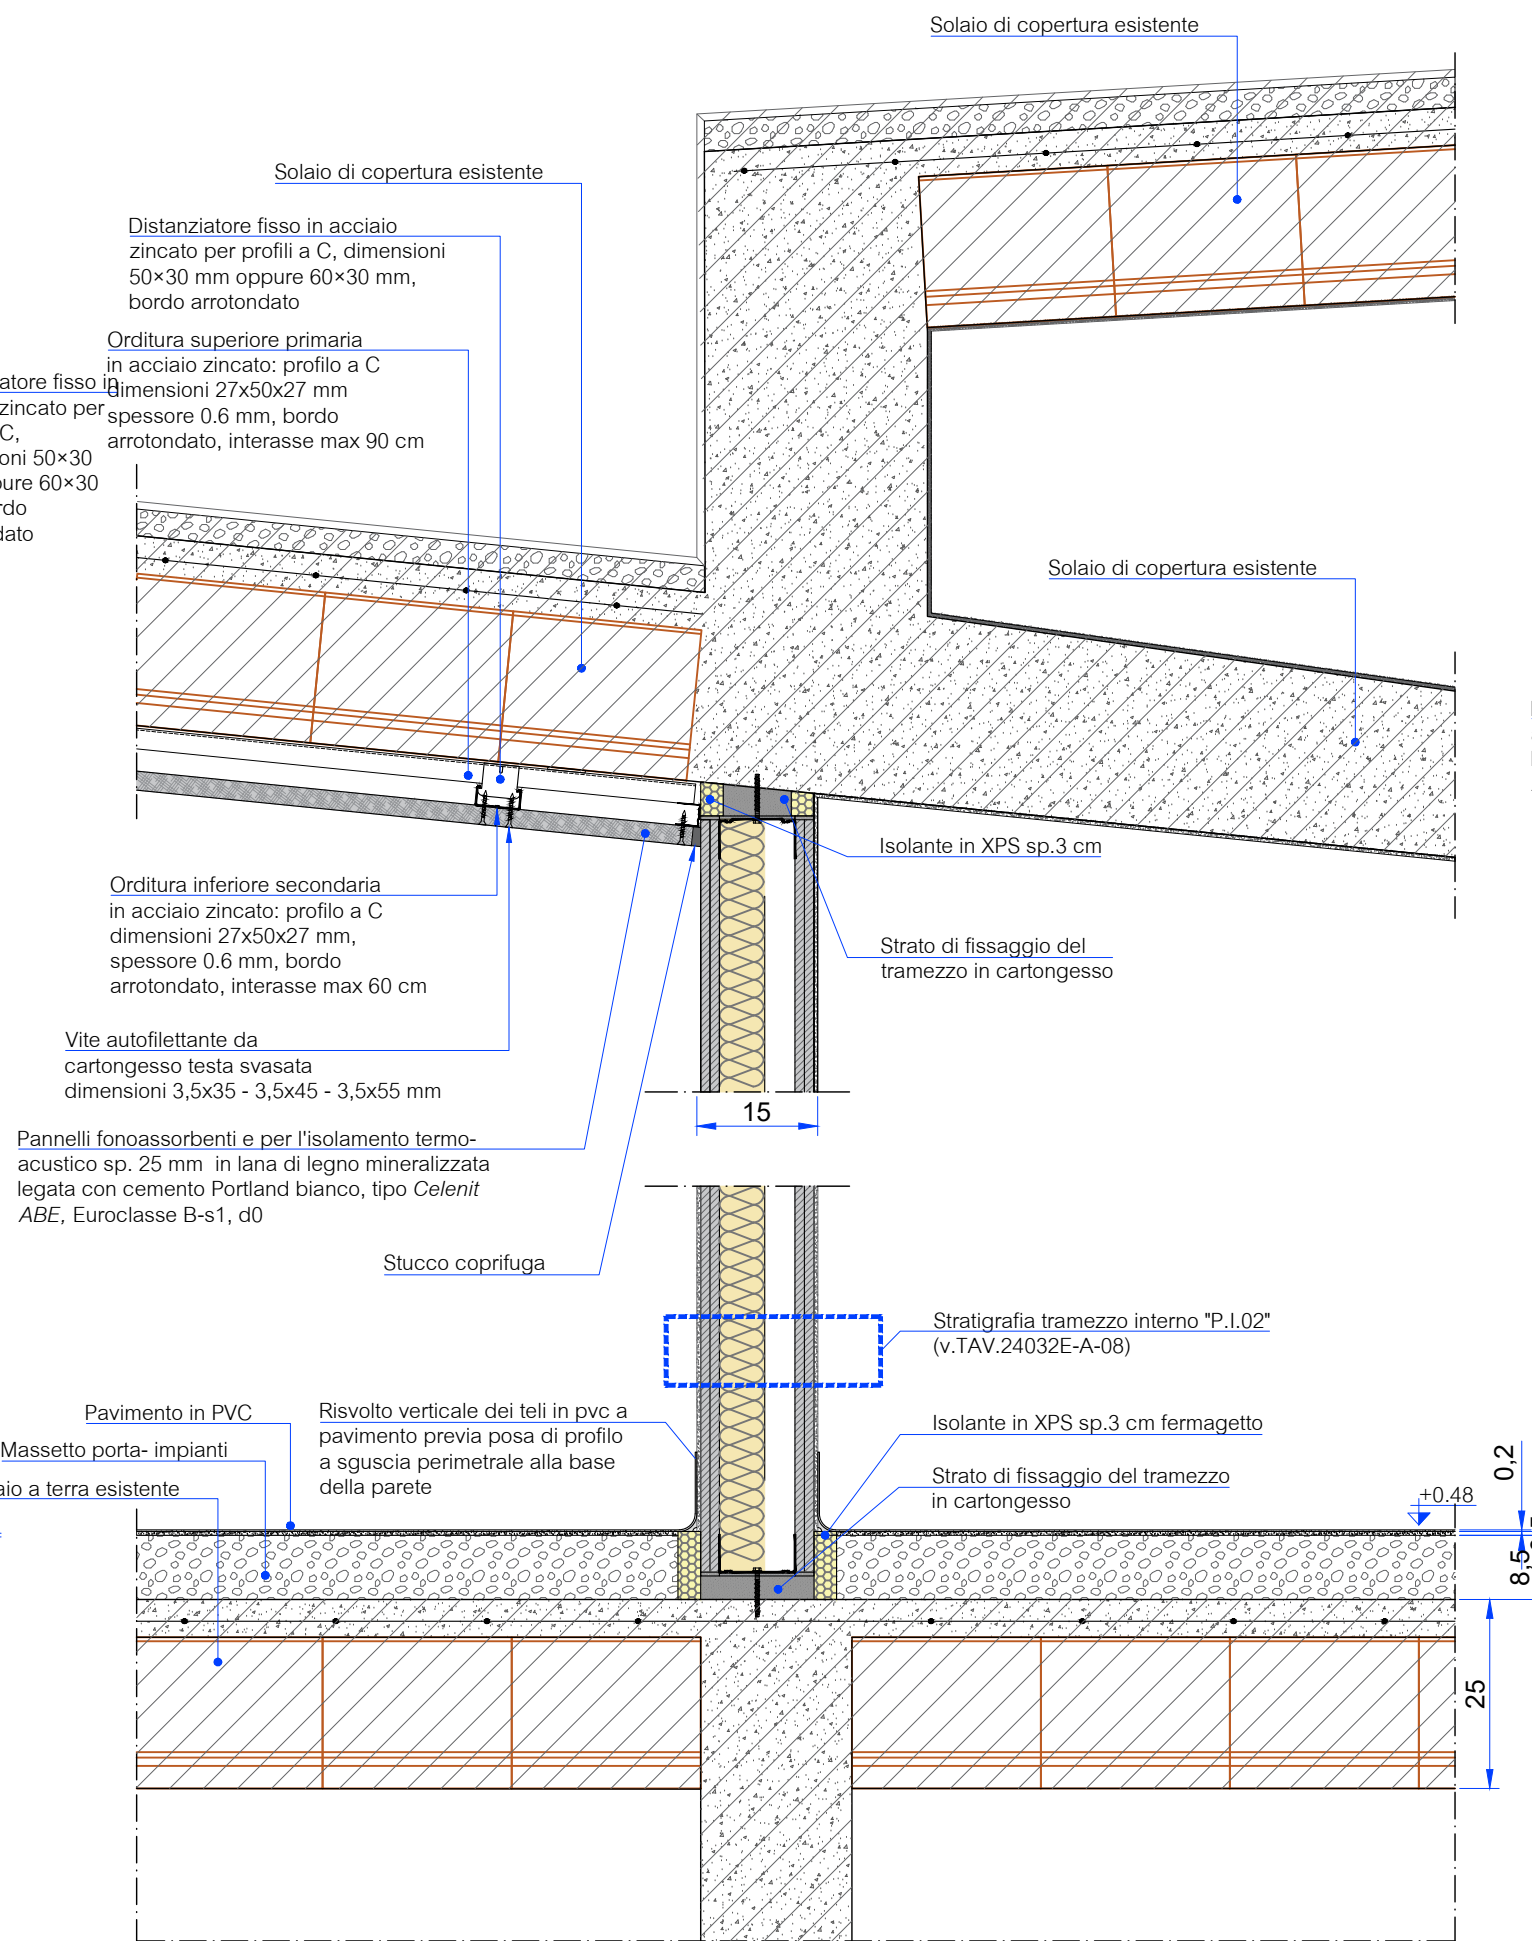 Solaio di copertura esistente
Solaio di copertura esistente
Distanziatore fisso in acciaio
zincato per profili a C, dimensioni
50×30 mm oppure 60×30 mm,
bordo arrotondato
Orditura superiore primaria
in acciaio zincato: profilo a C
dimensioni 27x50x27 mm
spessore 0.6 mm, bordo
arrotondato, interasse max 90 cm
atore fisso in
zincato per
C,
oni 50×30
pure 60×30
rdo
dato
Solaio di copertura esistente
Isolante in XPS sp.3 cm
Orditura inferiore secondaria
in acciaio zincato: profilo a C
dimensioni 27x50x27 mm,
spessore 0.6 mm, bordo
arrotondato, interasse max 60 cm
Strato di fissaggio del
tramezzo in cartongesso
Vite autofilettante da
cartongesso testa svasata
dimensioni 3,5x35 - 3,5x45 - 3,5x55 mm
15
Pannelli fonoassorbenti e per l'isolamento termo-
acustico sp. 25 mm in lana di legno mineralizzata
legata con cemento Portland bianco, tipo Celenit
ABE, Euroclasse B-s1, d0
Stucco coprifuga
Stratigrafia tramezzo interno "P.I.02"
(v.TAV.24032E-A-08)
Pavimento in PVC
Massetto porta- impianti
aio a terra esistente
Risvolto verticale dei teli in pvc a
pavimento previa posa di profilo
a sguscia perimetrale alla base
della parete
Isolante in XPS sp.3 cm fermagetto
Strato di fissaggio del tramezzo
in cartongesso
+0.48
0,2
8,5
25